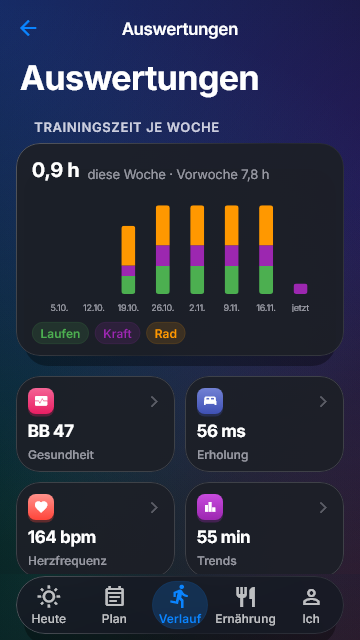 Auswertungen
Auswertungen
TRAININGSZEIT JE WOCHE
0,9 h diese Woche · Vorwoche 7,8 h
5.10. 12.10. 19.10. 26.10. 2.11. 9.11. 16.11. jetzt
Laufen Kraft Rad
BB 47
Gesundheit
56 ms
Erholung
164 bpm
Herzfrequenz
55 min
Trends
Heute Plan Verlauf Ernährung Ich